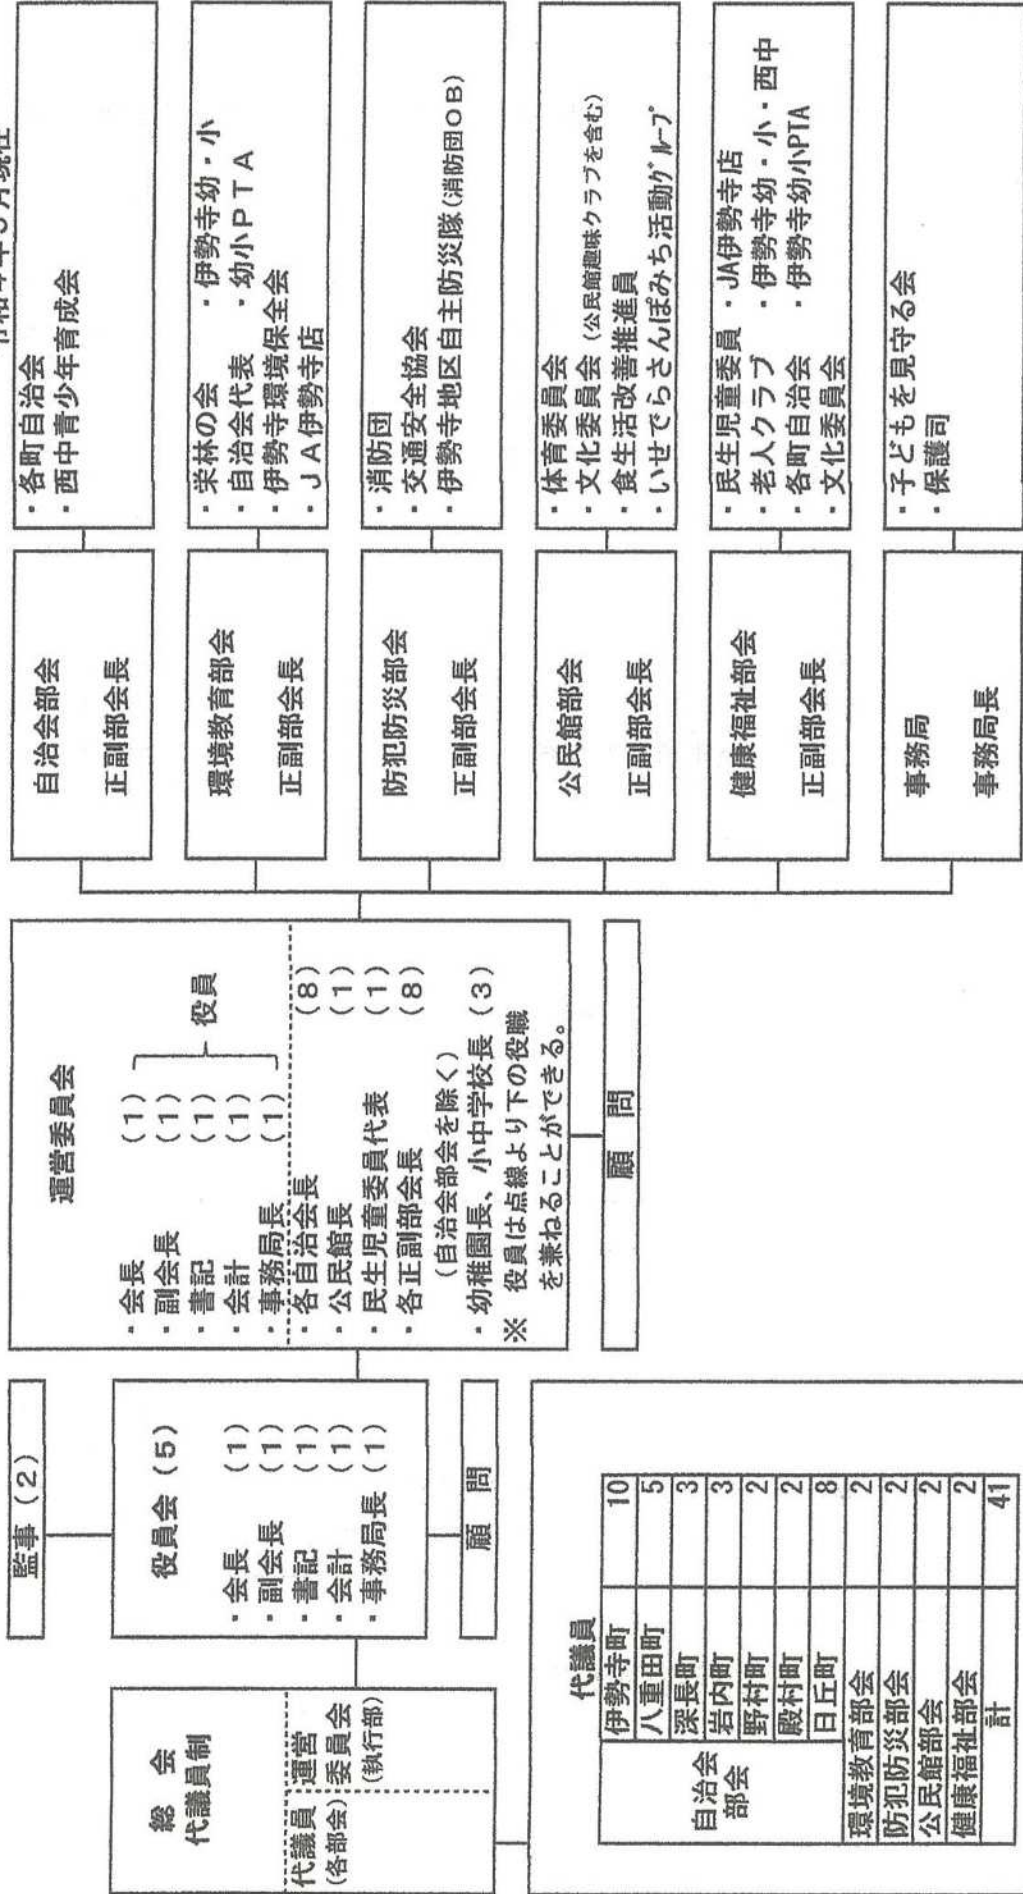 総　会
代議員制
代議員
(各部会)
運営
委員会
(執行部)
監事(2)
役員会(5)
・会長　(1)
・副会長　(1)
・書記　(1)
・会計　(1)
・事務局長(1)
顧　問
代議員
自治会
部会
伊勢寺町 10
八重田町 5
深長町 3
岩内町 3
野村町 2
殿村町 2
日丘町 8
環境教育部会 2
防犯防災部会 2
公民館部会 2
健康福祉部会 2
計 41
運営委員会
・会長　(1)
・副会長　(1)
・書記　(1)
・会計　(1)
・事務局長　(1)
役員
・各自治会長　(8)
・公民館長　(1)
・民生児童委員代表　(1)
・各正副部会長　(8)
(自治会部会を除く)
・幼稚園長、小中学校長(3)
※ 役員は点線より下の役職
を兼ねることができる。
顧　問
自治会部会
正副部会長
環境教育部会
正副部会長
防犯防災部会
正副部会長
公民館部会
正副部会長
健康福祉部会
正副部会長
事務局
事務局長
・各町自治会
・西中青少年育成会
・栄林の会　・伊勢寺幼・小
・自治会代表　・幼小PTA
・伊勢寺環境保全会
・JA伊勢寺店
・消防団
・交通安全協会
・伊勢寺地区自主防災隊(消防団OB)
・体育委員会
・文化委員会(公民館趣味クラブを含む)
・食生活改善推進員
・いせでらさんぽみち活動ｸﾞﾙｰﾌﾟ
・民生児童委員　・JA伊勢寺店
・老人クラブ　・伊勢寺幼・小・西中
・各町自治会　・伊勢寺幼小PTA
・文化委員会
・子どもを見守る会
・保護司